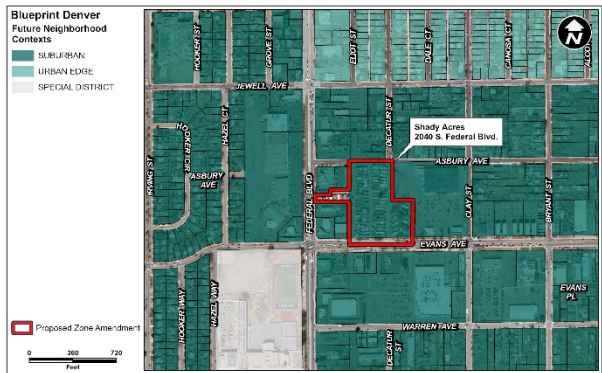 Blueprint Denver
Future Neighborhood
Contexts
SUBURBAN
URBAN EDGE
SPECIAL DISTRICT
HOOKER ST
GROVE ST
ELIOT ST
DALE CT
CANOSA CT
ALCOTT
N
JEWELL AVE
HOOKER CIR
HAZEL CT
DECATUR ST
Shady Acres
2040 S. Federal Blvd.
IRVING ST
ASBURY
AVE
FEDERAL BLVD
ASBURY AVE
CLAY ST
BRYANT ST
EVANS AVE
HOOKER WAY
HAZEL WAY
EVANS
PL
Proposed Zone Amendment
WARREN AVE
DECATUR
ST
0 360 720
Feet